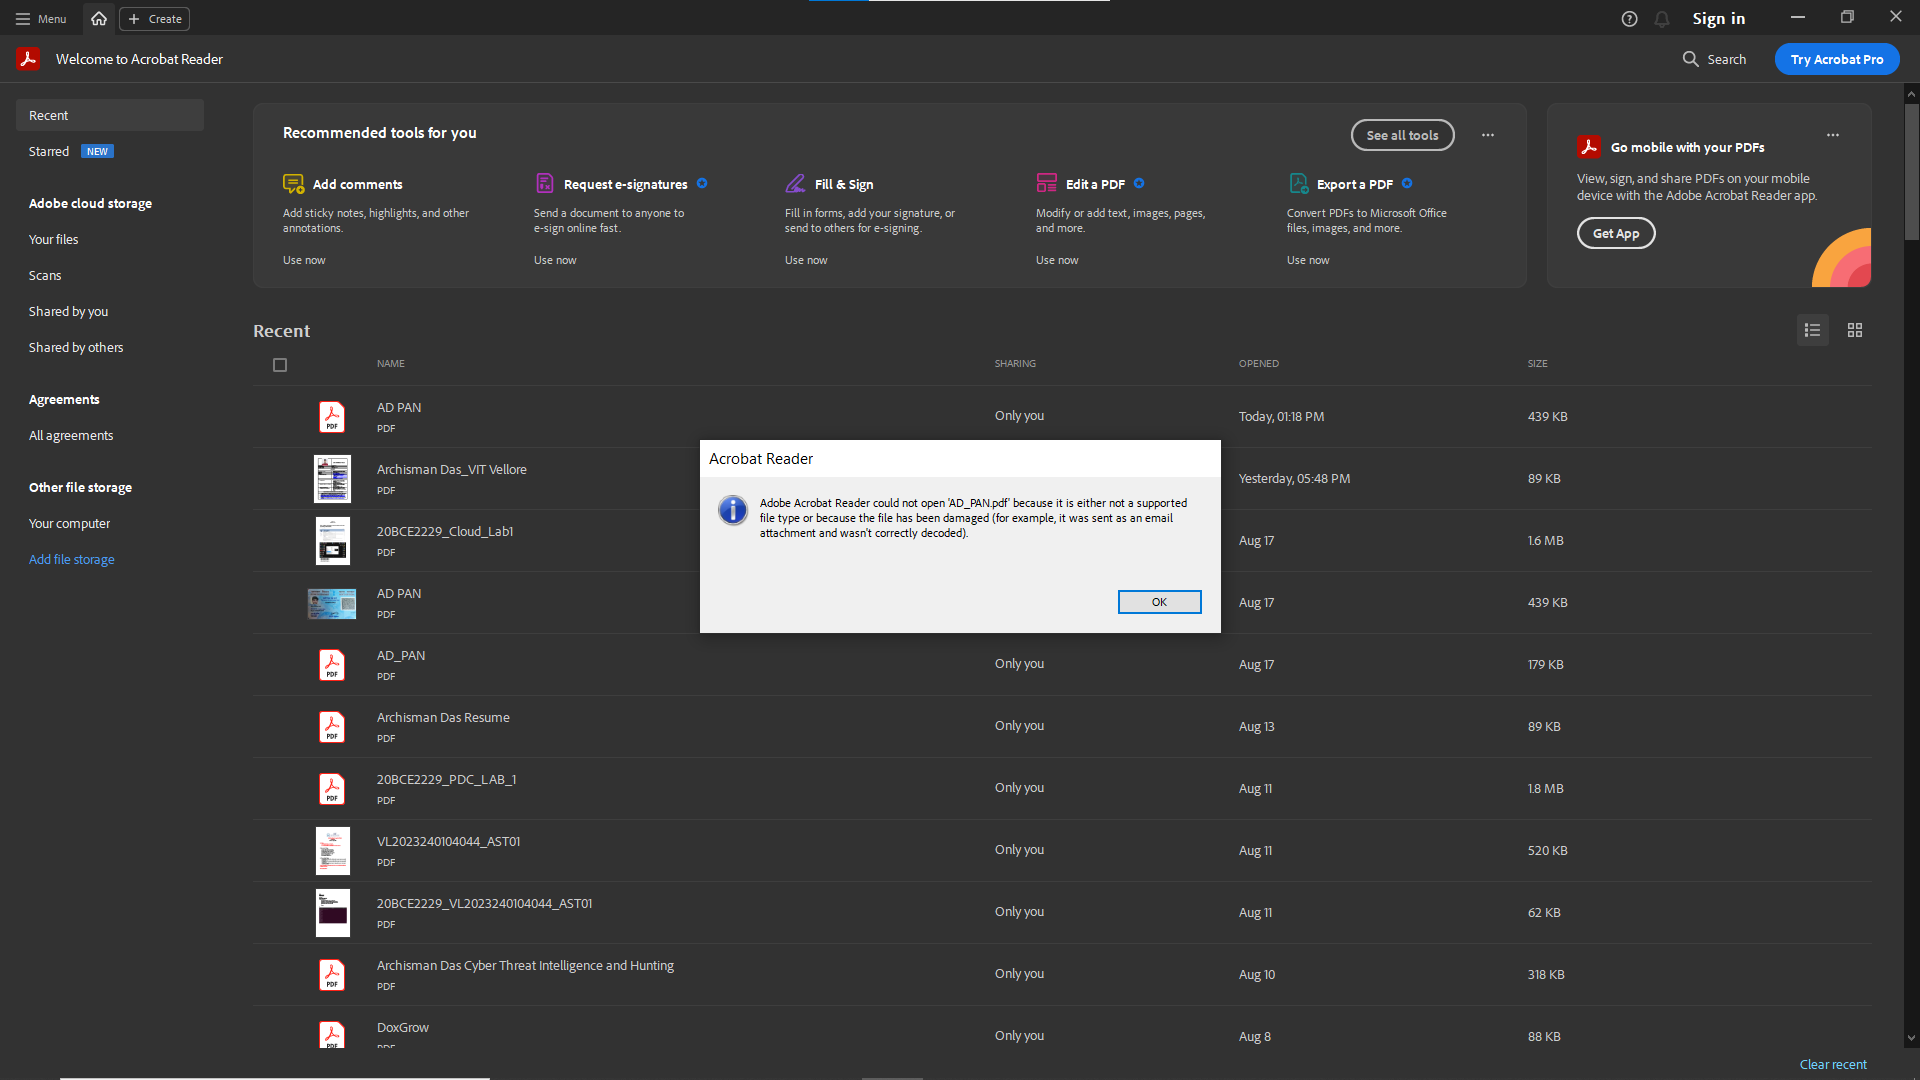 Menu
Create
Sign in
Welcome to Acrobat Reader
Search
Try Acrobat Pro
Recent
Starred NEW
Adobe cloud storage
Your files
Scans
Shared by you
Shared by others
Agreements
All agreements
Other file storage
Your computer
Add file storage
Recommended tools for you
See all tools
Add comments
Add sticky notes, highlights, and other
annotations.
Use now
Request e-signatures
Send a document to anyone to
e-sign online fast.
Use now
Fill & Sign
Fill in forms, add your signature, or
send to others for e-signing.
Use now
Edit a PDF
Modify or add text, images, pages,
and more.
Use now
Export a PDF
Convert PDFs to Microsoft Office
files, images, and more.
Use now
Go mobile with your PDFs
View, sign, and share PDFs on your mobile
device with the Adobe Acrobat Reader app.
Get App
Recent
NAME SHARING OPENED SIZE
AD PAN
PDF
Only you Today, 01:18 PM 439 KB
Archisman Das_VIT Vellore
PDF
Yesterday, 05:48 PM 89 KB
20BCE2229_Cloud_Lab1
PDF
Aug 17 1.6 MB
AD PAN
PDF
Aug 17 439 KB
AD_PAN
PDF
Only you Aug 17 179 KB
Archisman Das Resume
PDF
Only you Aug 13 89 KB
20BCE2229_PDC_LAB_1
PDF
Only you Aug 11 1.8 MB
VL2023240104044_AST01
PDF
Only you Aug 11 520 KB
20BCE2229_VL2023240104044_AST01
PDF
Only you Aug 11 62 KB
Archisman Das Cyber Threat Intelligence and Hunting
PDF
Only you Aug 10 318 KB
DoxGrow
PDF
Only you Aug 8 88 KB
Clear recent
Acrobat Reader
Adobe Acrobat Reader could not open 'AD_PAN.pdf' because it is either not a supported
file type or because the file has been damaged (for example, it was sent as an email
attachment and wasn't correctly decoded).
OK